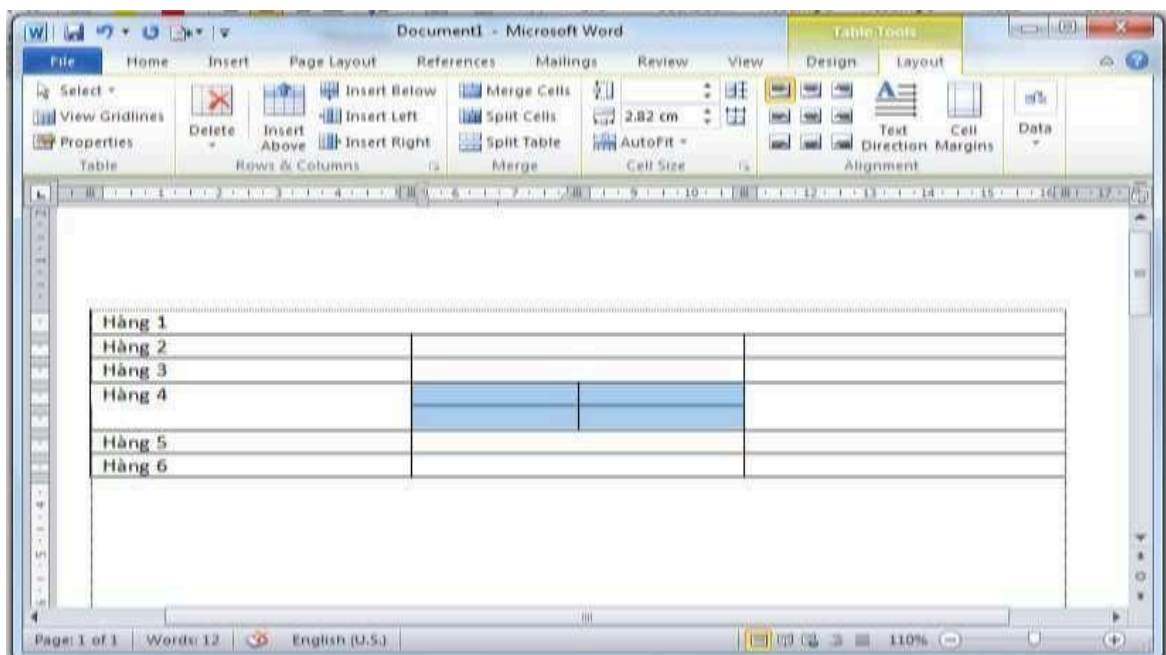 Document1 - Microsoft Word
Table Tools
File Home Insert Page Layout References Mailings Review View Design Layout
Select
View Gridlines
Properties
Table
Delete
Insert Above
Insert Below
Insert Left
Insert Right
Rows & Columns
Merge Cells
Split Cells
Split Table
Merge
2.82 cm
AutoFit
Cell Size
Text Direction
Cell Margins
Alignment
Data
Hàng 1
Hàng 2
Hàng 3
Hàng 4
Hàng 5
Hàng 6
Page: 1 of 1 Words: 12 English (U.S.) 110%